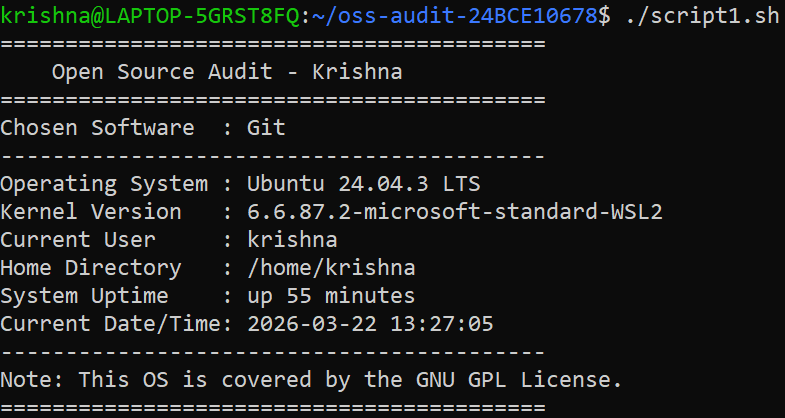 krishna@LAPTOP-5GRST8FQ:~/oss-audit-24BCE10678$ ./script1.sh
==========================================
    Open Source Audit - Krishna
==========================================
Chosen Software  : Git
------------------------------------------
Operating System : Ubuntu 24.04.3 LTS
Kernel Version   : 6.6.87.2-microsoft-standard-WSL2
Current User     : krishna
Home Directory   : /home/krishna
System Uptime    : up 55 minutes
Current Date/Time: 2026-03-22 13:27:05
------------------------------------------
Note: This OS is covered by the GNU GPL License.
==========================================